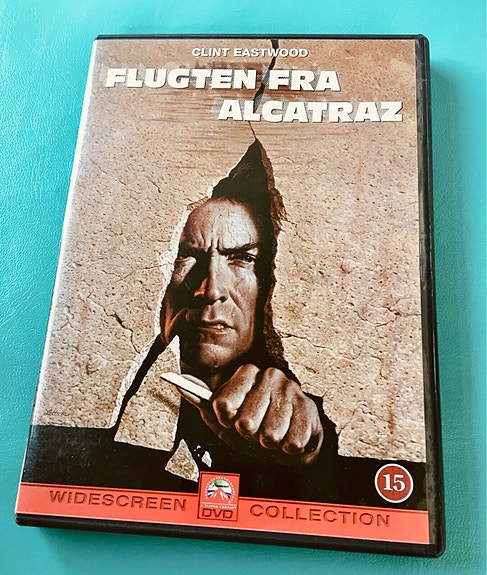 CLINT EASTWOOD
FLUGTEN FRA
ALCATRAZ
15
WIDESCREEN DVD COLLECTION